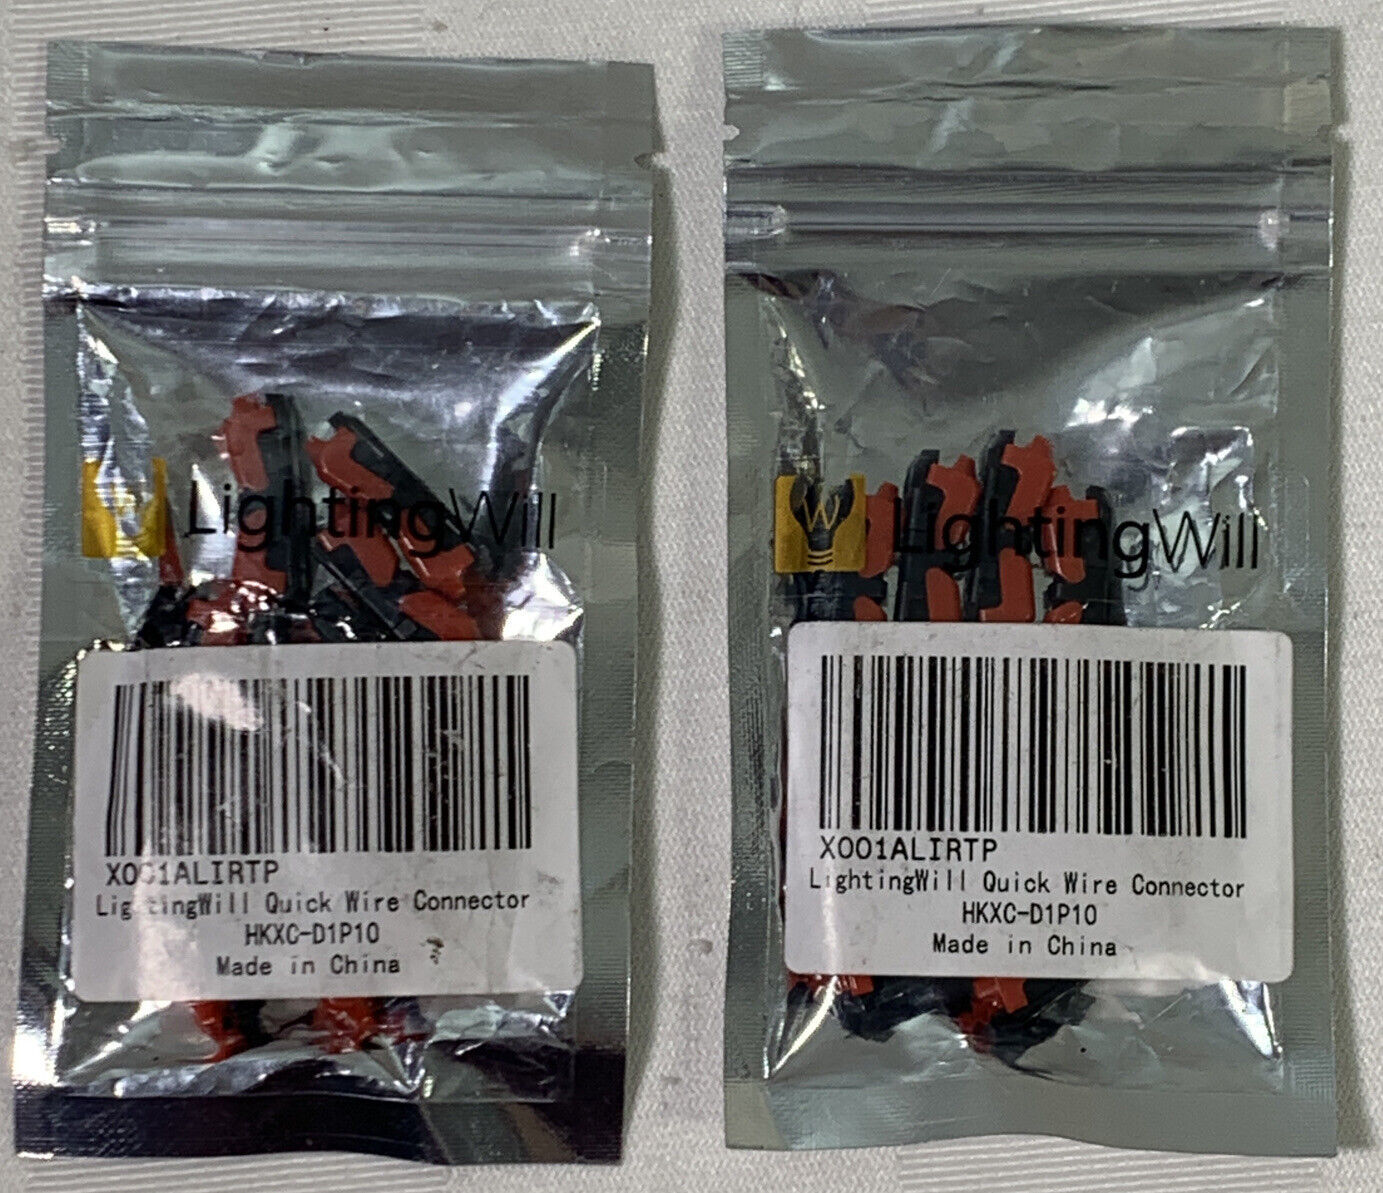 LightingWill
X001ALIRTP
LightingWill Quick Wire Connector
HKXC-D1P10
Made in China
W LightingWill
X001ALIRTP
LightingWill Quick Wire Connector
HKXC-D1P10
Made in China